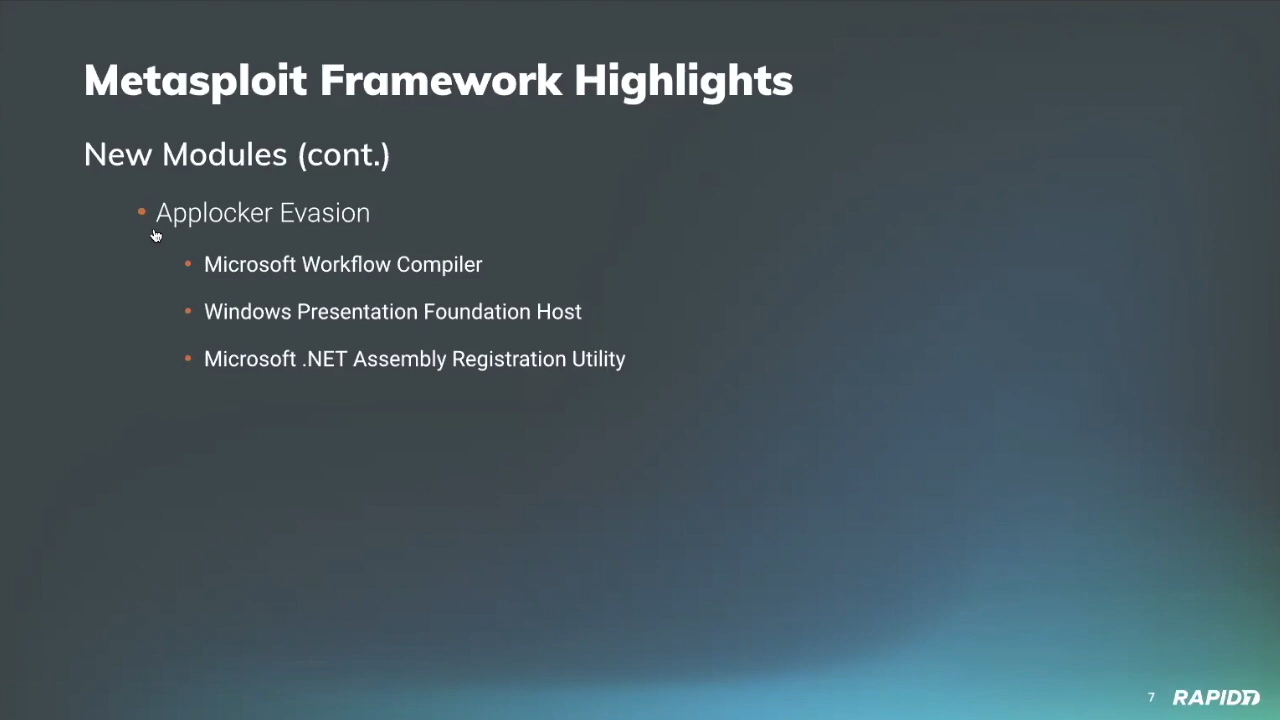 Metasploit Framework Highlights
New Modules (cont.)
• Applocker Evasion
• Microsoft Workflow Compiler
• Windows Presentation Foundation Host
• Microsoft .NET Assembly Registration Utility
7 RAPID7